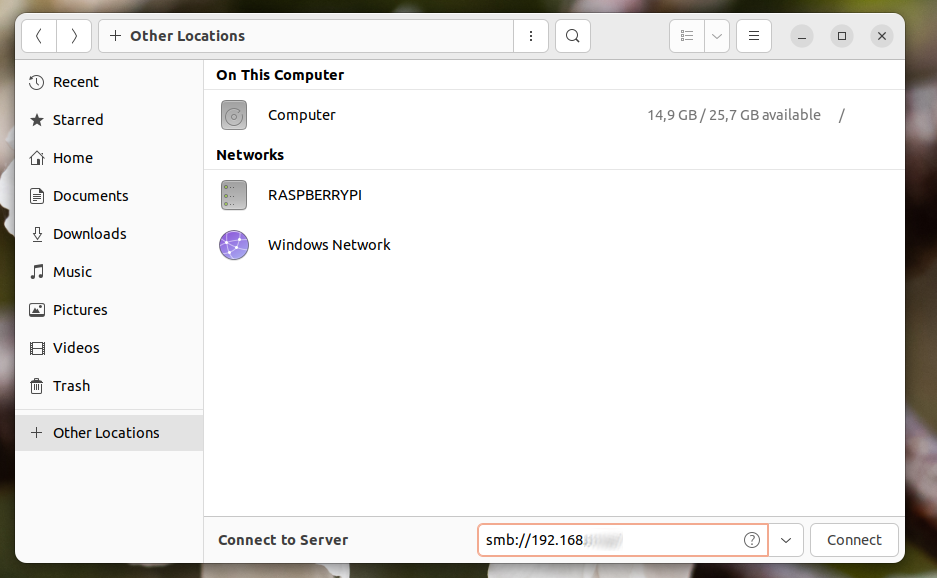 Other Locations
Recent
Starred
Home
Documents
Downloads
Music
Pictures
Videos
Trash
Other Locations
On This Computer
Computer 14,9 GB / 25,7 GB available /
Networks
RASPBERRYPI
Windows Network
Connect to Server smb://192.168 ? Connect